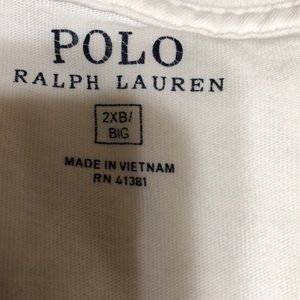 POLO
RALPH LAUREN
2XB/
BIG
MADE IN VIETNAM
RN 41381